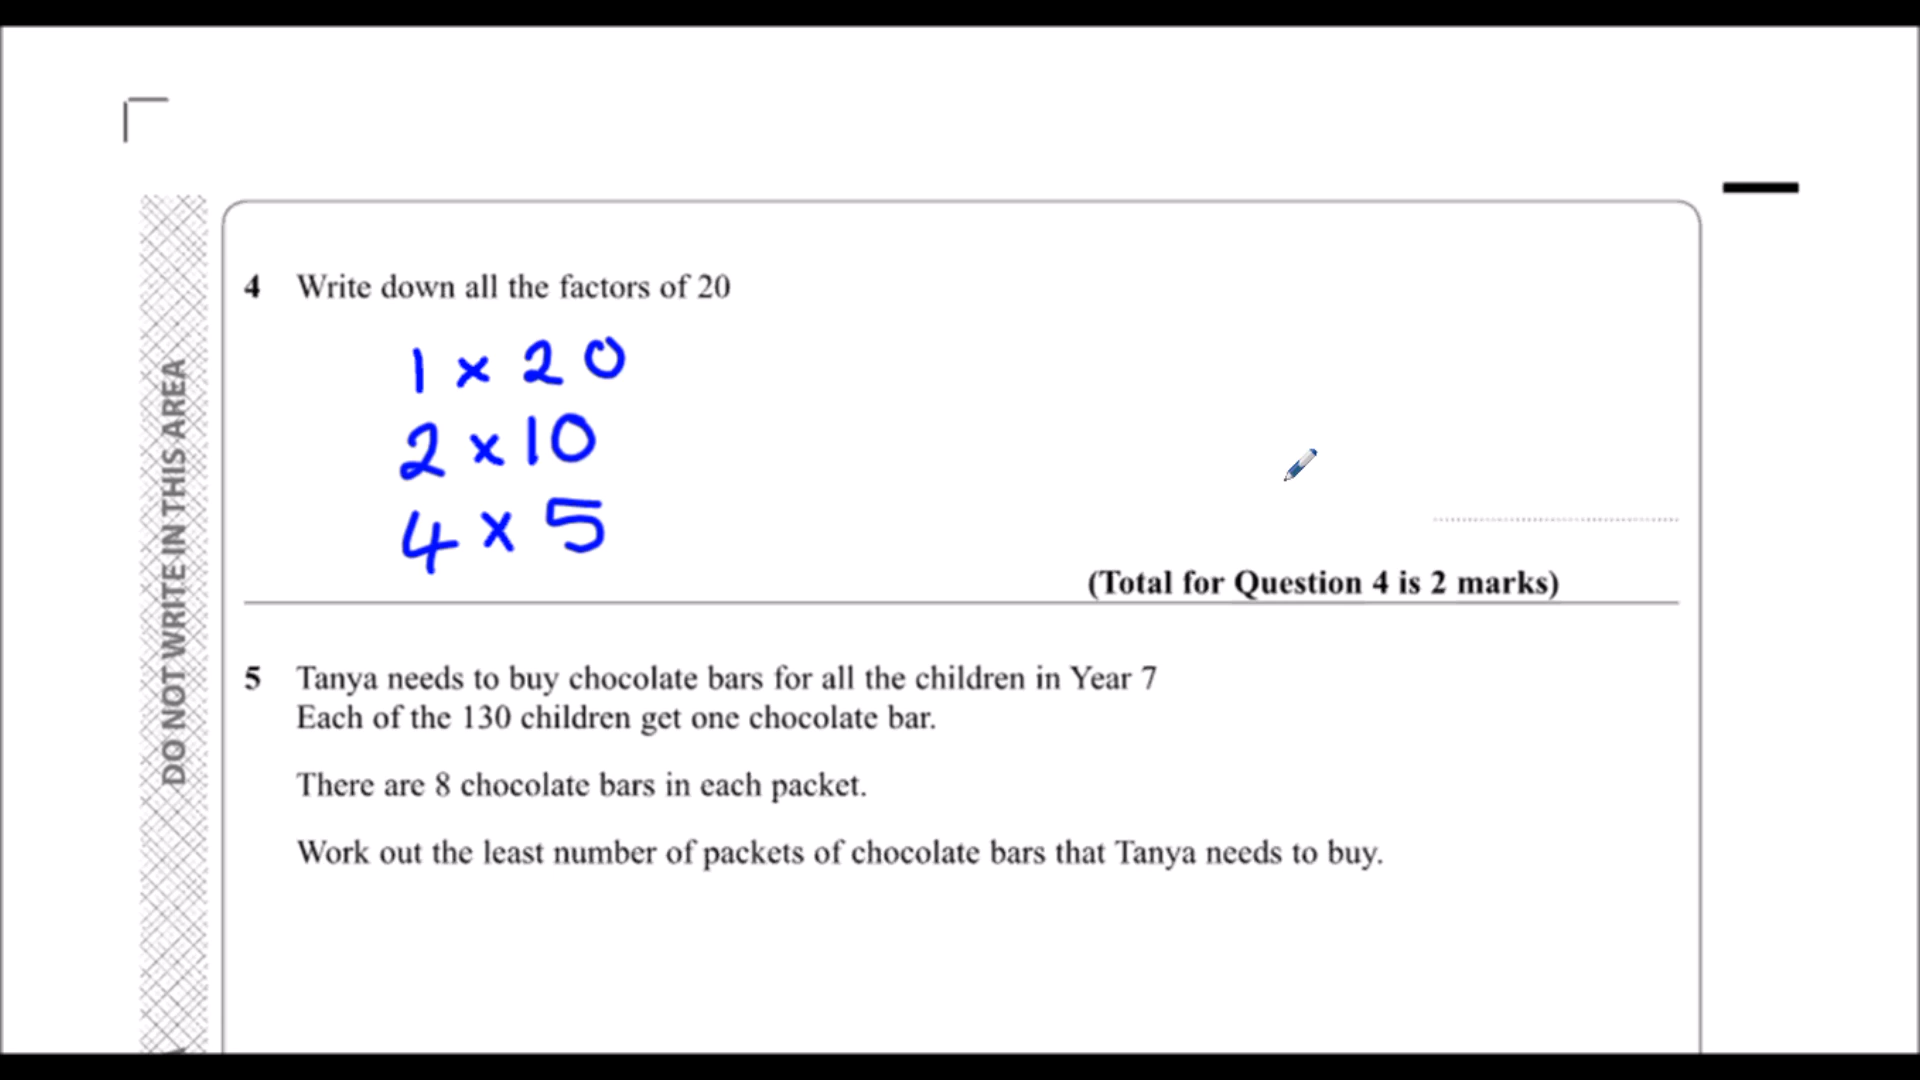 DO NOT WRITE IN THIS AREA
4 Write down all the factors of 20
1 x 20
2 x 10
4 x 5
(Total for Question 4 is 2 marks)
5 Tanya needs to buy chocolate bars for all the children in Year 7
Each of the 130 children get one chocolate bar.
There are 8 chocolate bars in each packet.
Work out the least number of packets of chocolate bars that Tanya needs to buy.